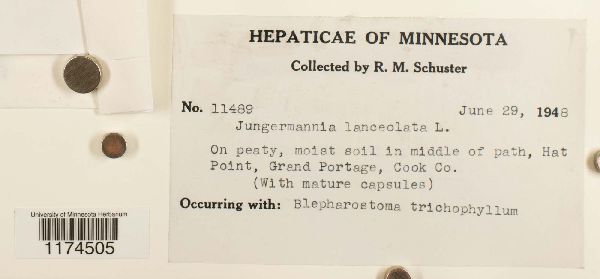 HEPATICAE OF MINNESOTA
Collected by R. M. Schuster
No. 11489 June 29, 1948
Jungermannia lanceolata L.
On peaty, moist soil in middle of path, Hat
Point, Grand Portage, Cook Co.
(With mature capsules)
Occurring with: Blepharostoma trichophyllum
University of Minnesota Herbarium
1174505